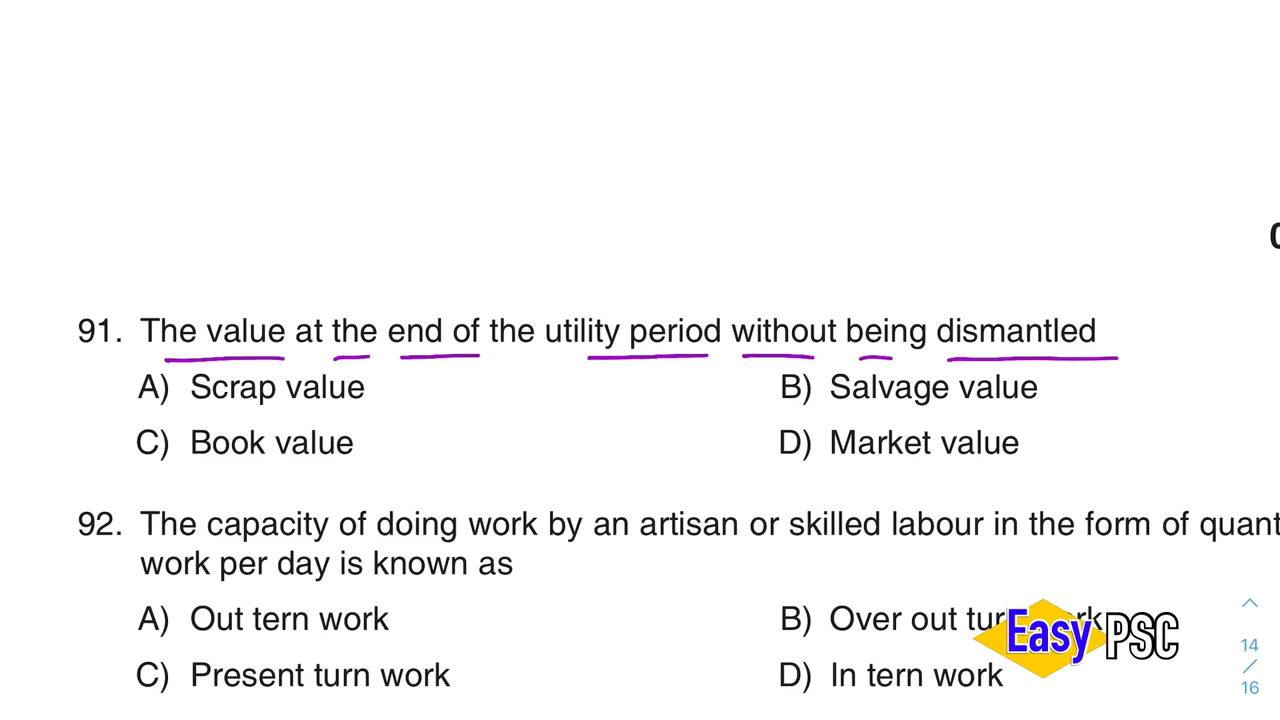 91. The value at the end of the utility period without being dismantled
A) Scrap value B) Salvage value
C) Book value D) Market value
92. The capacity of doing work by an artisan or skilled labour in the form of
work per day is known as
A) Out tern work B) Over out
C) Present turn work D) In tern work
Easy PSC
14
/
16